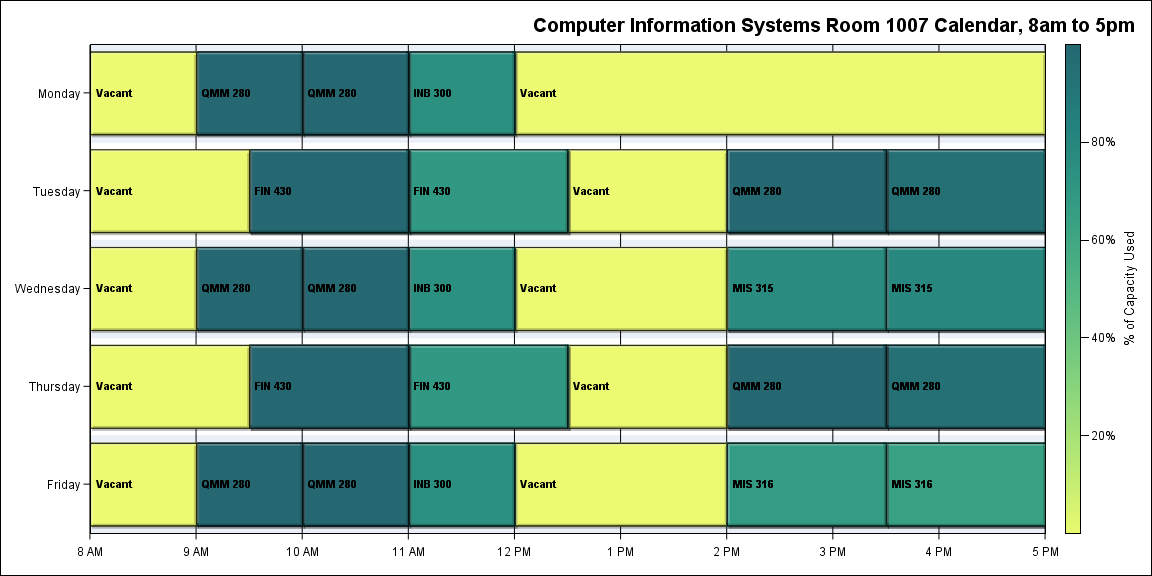 Computer Information Systems Room 1007 Calendar, 8am to 5pm
Monday
Vacant
QMM 280
QMM 280
INB 300
Vacant
Tuesday
Vacant
FIN 430
FIN 430
Vacant
QMM 280
QMM 280
Wednesday
Vacant
QMM 280
QMM 280
INB 300
Vacant
MIS 315
MIS 315
Thursday
Vacant
FIN 430
FIN 430
Vacant
QMM 280
QMM 280
Friday
Vacant
QMM 280
QMM 280
INB 300
Vacant
MIS 316
MIS 316
8 AM
9 AM
10 AM
11 AM
12 PM
1 PM
2 PM
3 PM
4 PM
5 PM
80%
60%
40%
20%
% of Capacity Used